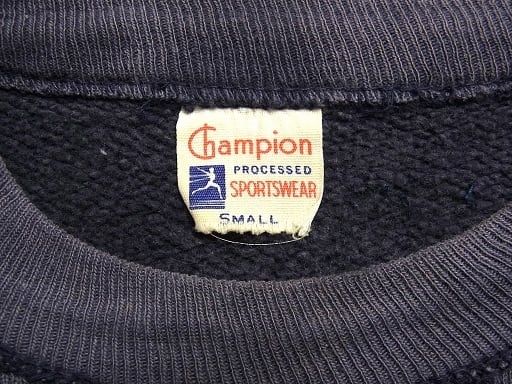 Champion
PROCESSED
SPORTSWEAR
SMALL